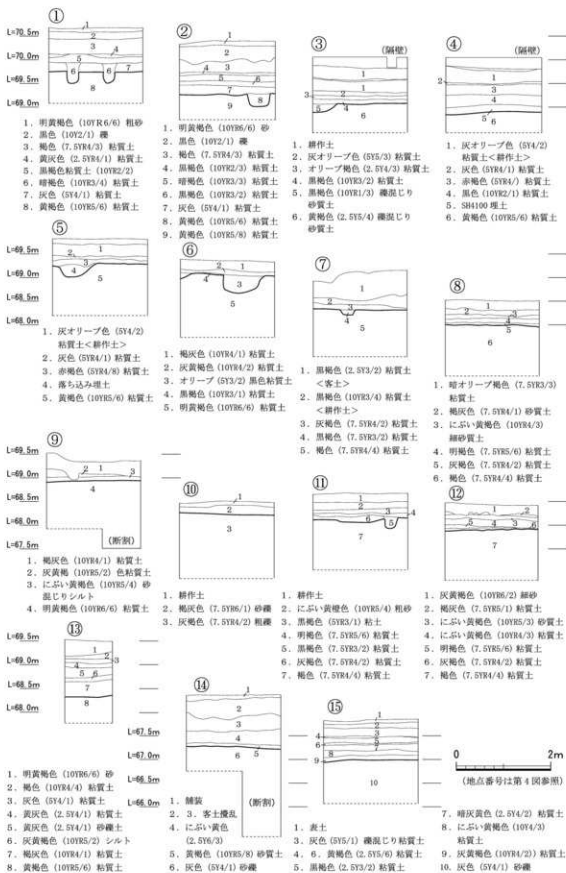 ①
L=70.5m
L=70.0m
L=69.5m
L=69.0m
1. 明黄褐色 (10YR6/6) 粗砂
2. 黒色 (10Y2/1) 礫
3. 褐色 (7.5YR4/3) 粘質土
4. 黄灰色 (2.5YR4/1) 粘質土
5. 黒褐色粘質土 (10YR2/2)
6. 暗褐色 (10YR3/4) 粘質土
7. 灰色 (5Y4/1) 粘質土
8. 黄褐色 (10YR5/6) 粘質土
②
1. 明黄褐色 (10YR6/6) 砂
2. 黒色 (10Y2/1) 礫
3. 褐色 (7.5YR4/3) 粘質土
4. 黒褐色 (10YR2/3) 粘質土
5. 暗褐色 (10YR3/3) 粘質土
6. 黒褐色 (10YR3/2) 粘質土
7. 灰色 (5Y4/1) 粘質土
8. 黄褐色 (10YR5/6) 粘質土
9. 黄褐色 (10YR5/8) 粘質土
③
(隔壁)
1. 耕作土
2. 灰オリーブ色 (5Y5/3) 粘質土
3. オリーブ褐色 (2.5Y4/3) 粘質土
4. 黒褐色 (10YR3/2) 粘質土
5. 黒褐色 (10YR1/3) 礫混じり
砂質土
6. 黄褐色 (2.5Y5/4) 礫混じり
砂質土
④
(隔壁)
1. 灰オリーブ色 (5Y4/2)
粘質土<耕作土>
2. 灰色 (5YR4/1) 粘質土
3. 赤褐色 (5YR4/) 粘質土
4. 黒色 (10YR2/1) 粘質土
5. SH4100 埋土
6. 黄褐色 (10YR5/6) 粘質土
⑤
L=69.5m
L=69.0m
L=68.5m
L=68.0m
1. 灰オリーブ色 (5Y4/2)
粘質土<耕作土>
2. 灰色 (5YR4/1) 粘質土
3. 赤褐色 (5YR4/8) 粘質土
4. 落ち込み埋土
5. 黄褐色 (10YR5/6) 粘質土
⑥
1. 褐灰色 (10YR4/1) 粘質土
2. 灰黄褐色 (10YR4/2) 粘質土
3. オリーブ (5Y3/2) 黒色粘質土
4. 黒褐色 (10YR3/1) 粘質土
5. 明黄褐色 (10YR6/6) 粘質土
⑦
1. 黒褐色 (2.5Y3/2) 粘質土
<客土>
2. 黒褐色 (10YR3/4) 粘質土
<耕作土>
3. 灰褐色 (7.5YR4/2) 粘質土
4. 黒褐色 (7.5YR3/2) 粘質土
5. 褐色 (7.5YR4/4) 粘質土
⑧
1. 暗オリーブ褐色 (7.5YR3/3)
粘質土
2. 褐灰色 (7.5YR4/1) 砂質土
3. にぶい黄褐色 (10YR4/3)
細砂質土
4. 明褐色 (7.5YR5/6) 粘質土
5. 灰褐色 (7.5YR4/2) 粘質土
6. 褐色 (7.5YR4/4) 粘質土
⑨
L=69.5m
L=69.0m
L=68.5m
L=68.0m
L=67.5m
(断割)
1. 褐灰色 (10YR4/1) 粘質土
2. 灰黄褐 (10YR5/2) 色粘質土
3. にぶい黄褐色 (10YR5/4) 砂
混じりシルト
4. 明黄褐色 (10YR6/6) 粘質土
⑩
1. 耕作土
2. 褐灰色 (7.5YR6/1) 砂礫
3. 灰褐色 (7.5YR4/2) 粗礫
⑪
1. 耕作土
2. にぶい黄橙色 (10YR5/4) 粗砂
3. 黒褐色 (5YR3/1) 粘土
4. 明褐色 (7.5YR5/6) 粘質土
5. 黒褐色 (7.5YR3/2) 粘質土
6. 灰褐色 (7.5YR4/2) 粘質土
7. 褐色 (7.5YR4/4) 粘質土
⑫
1. 灰黄褐色 (10YR6/2) 細砂
2. 褐灰色 (7.5YR5/1) 粘質土
3. にぶい黄褐色 (10YR5/3) 砂質土
4. にぶい黄褐色 (10YR4/3) 粘質土
5. 明褐色 (7.5YR5/6) 粘質土
6. 灰褐色 (7.5YR4/2) 粘質土
7. 褐色 (7.5YR4/4) 粘質土
⑬
L=69.5m
L=69.0m
L=68.5m
L=68.0m
1. 明黄褐色 (10YR6/6) 砂
2. 褐色 (10YR4/4) 粘質土
3. 灰色 (5Y4/1) 粘質土
4. 黄灰色 (2.5Y4/1) 粘質土
5. 黄灰色 (2.5Y4/1) 砂礫土
6. 灰黄褐色 (10YR5/2) シルト
7. 褐灰色 (10YR4/1) 粘質土
8. 黄褐色 (10YR5/6) 粘質土
⑭
L=67.5m
L=67.0m
L=66.5m
L=66.0m
(断割)
1. 舗装
2. 3. 客土攪乱
4. にぶい黄色
(2.5Y6/3)
5. 黄褐色 (10YR5/8) 砂質土
6. 灰色 (5Y4/1) 砂礫
⑮
1. 表土
3. 灰色 (5Y5/1) 礫混じり粘質土
4. 6. 黄褐色 (2.5Y5/6) 粘質土
5. 黒褐色 (2.5Y3/2) 粘質土
7. 暗灰黄色 (2.5Y4/2) 粘質土
8. にぶい黄褐色 (10Y4/3)
粘質土
9. 灰黄褐色 (10YR4/2)) 粘質土
10. 灰色 (5Y4/1) 砂礫
0 2m
(地点番号は第4図参照)